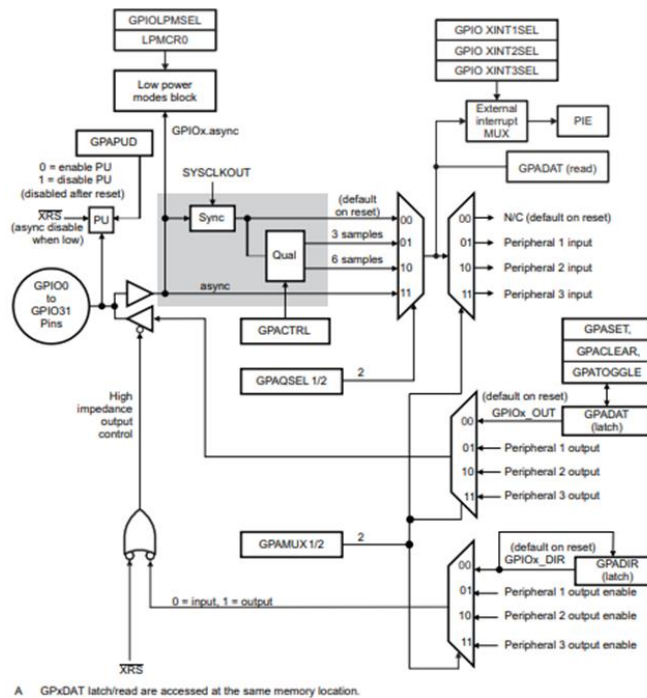 GPIOLPMSEL
LPMCR0
Low power
modes block
GPIOx.async
GPIO XINT1SEL
GPIO XINT2SEL
GPIO XINT3SEL
External
interrupt
MUX
PIE
GPADAT (read)
GPAPUD
0 = enable PU
1 = disable PU
(disabled after reset)
XRS
(async disable
when low)
PU
SYSCLKOUT
Sync
Qual
(default
on reset)
3 samples
6 samples
async
00
01
10
11
00
01
10
11
N/C (default on reset)
Peripheral 1 input
Peripheral 2 input
Peripheral 3 input
GPIO0
to
GPIO31
Pins
GPACTRL
GPAQSEL 1/2
2
High
impedance
output
control
GPASET,
GPACLEAR,
GPATOGGLE
(default on reset)
GPIOx_OUT
GPADAT
(latch)
00
01
10
11
Peripheral 1 output
Peripheral 2 output
Peripheral 3 output
GPAMUX 1/2
2
(default on reset)
GPIOx_DIR
GPADIR
(latch)
00
01
10
11
Peripheral 1 output enable
Peripheral 2 output enable
Peripheral 3 output enable
0 = input, 1 = output
XRS
A GPxDAT latch/read are accessed at the same memory location.